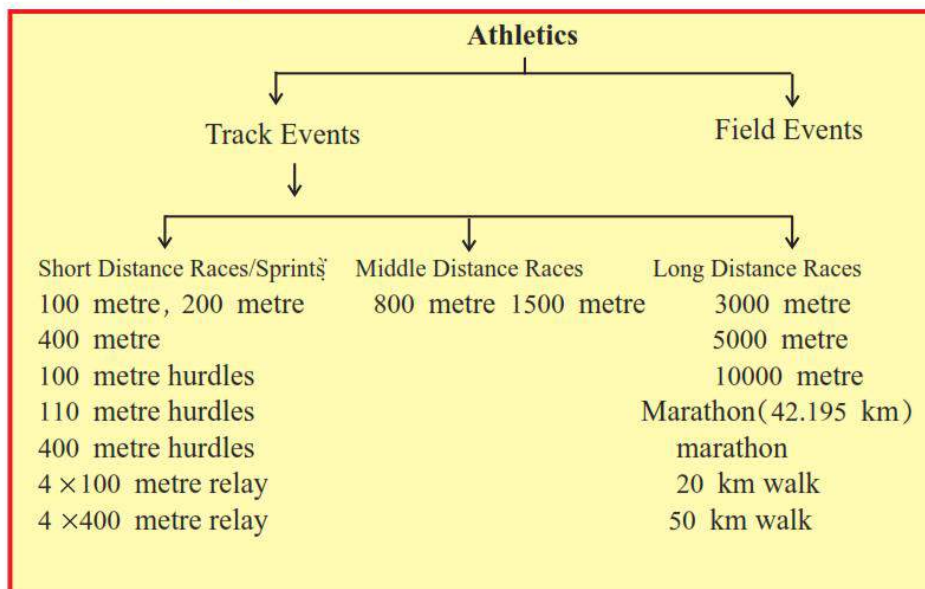 Athletics
Track Events
Field Events
Short Distance Races/Sprints
100 metre, 200 metre
400 metre
100 metre hurdles
110 metre hurdles
400 metre hurdles
4 ×100 metre relay
4 ×400 metre relay
Middle Distance Races
800 metre 1500 metre
Long Distance Races
3000 metre
5000 metre
10000 metre
Marathon(42.195 km)
marathon
20 km walk
50 km walk